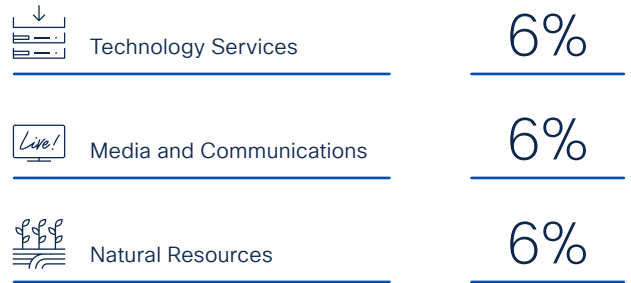 Technology Services 6%
Live! Media and Communications 6%
Natural Resources 6%